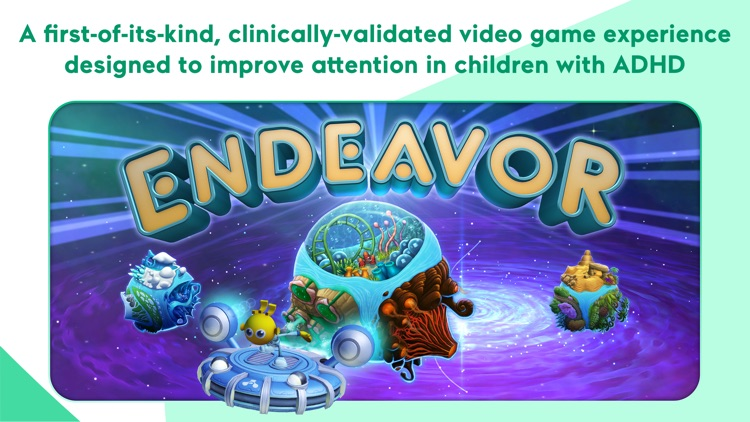 A first-of-its-kind, clinically-validated video game experience
designed to improve attention in children with ADHD
ENDEAVOR